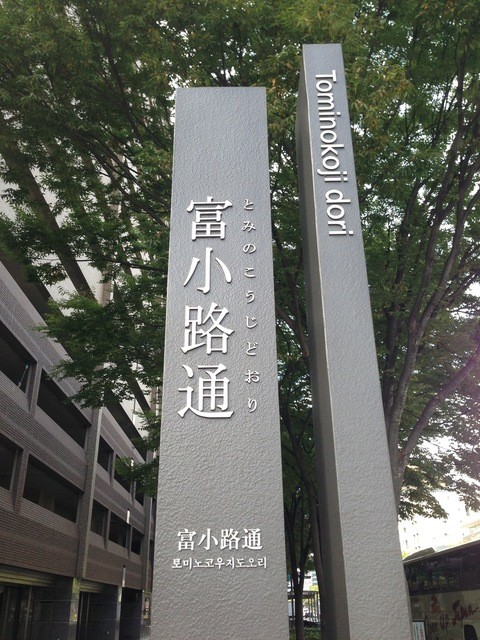 富小路通
とみのこうじどおり
富小路通
토미노코우지도오리
Tominokoji dori